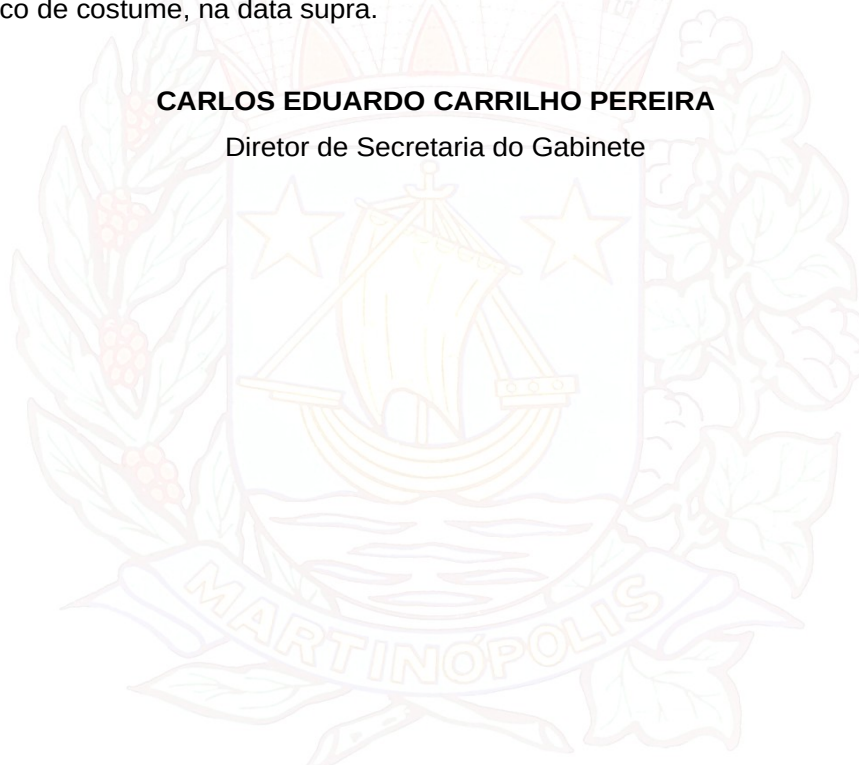 co de costume, na data supra.
CARLOS EDUARDO CARRILHO PEREIRA
Diretor de Secretaria do Gabinete
MARTINÓPOLIS